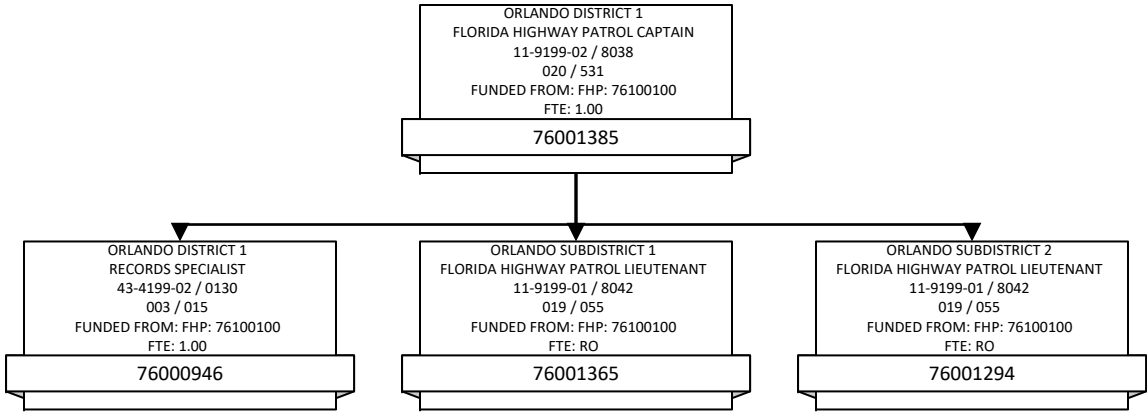 ORLANDO DISTRICT 1
FLORIDA HIGHWAY PATROL CAPTAIN
11-9199-02 / 8038
020 / 531
FUNDED FROM: FHP: 76100100
FTE: 1.00
76001385
ORLANDO DISTRICT 1
RECORDS SPECIALIST
43-4199-02 / 0130
003 / 015
FUNDED FROM: FHP: 76100100
FTE: 1.00
76000946
ORLANDO SUBDISTRICT 1
FLORIDA HIGHWAY PATROL LIEUTENANT
11-9199-01 / 8042
019 / 055
FUNDED FROM: FHP: 76100100
FTE: RO
76001365
ORLANDO SUBDISTRICT 2
FLORIDA HIGHWAY PATROL LIEUTENANT
11-9199-01 / 8042
019 / 055
FUNDED FROM: FHP: 76100100
FTE: RO
76001294